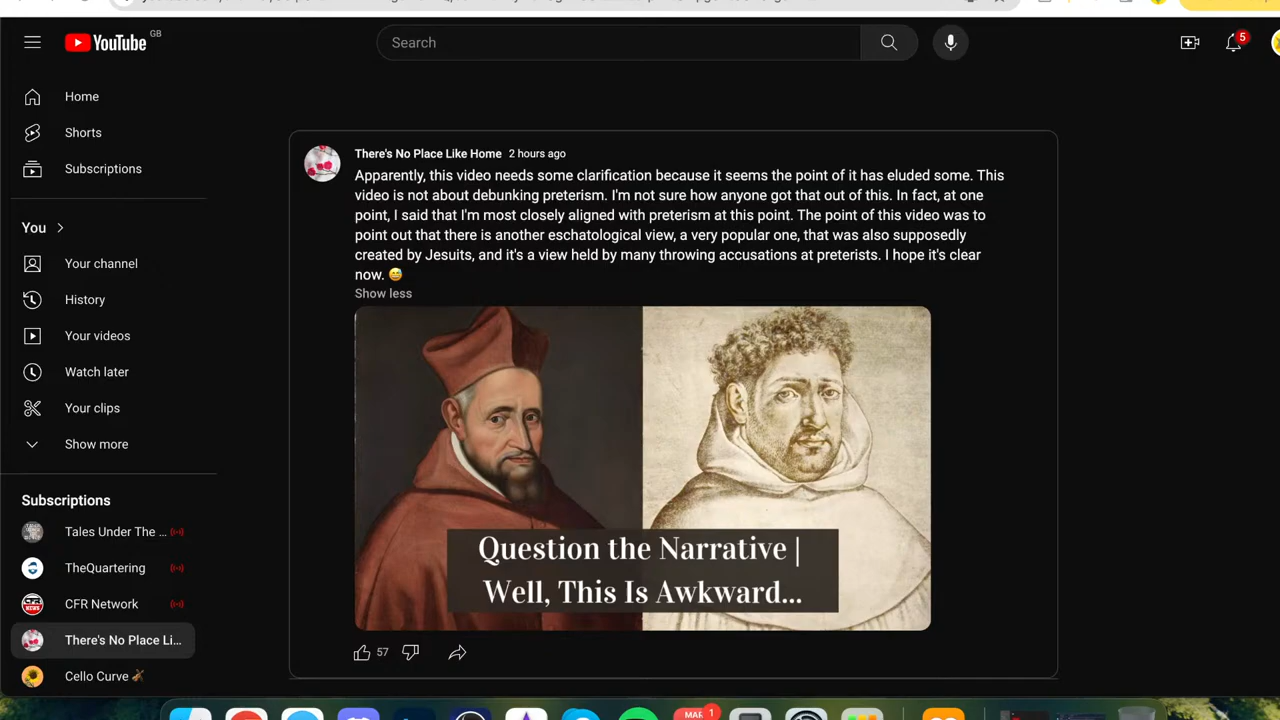 YouTube
GB
Search
5
Home
Shorts
Subscriptions
You
Your channel
History
Your videos
Watch later
Your clips
Show more
Subscriptions
Tales Under The ...
TheQuartering
CFR Network
There's No Place Li...
Cello Curve
There's No Place Like Home 2 hours ago
Apparently, this video needs some clarification because it seems the point of it has eluded some. This
video is not about debunking preterism. I'm not sure how anyone got that out of this. In fact, at one
point, I said that I'm most closely aligned with preterism at this point. The point of this video was to
point out that there is another eschatological view, a very popular one, that was also supposedly
created by Jesuits, and it's a view held by many throwing accusations at preterists. I hope it's clear
now. 😅
Show less
Question the Narrative |
Well, This Is Awkward...
57
MAR 1